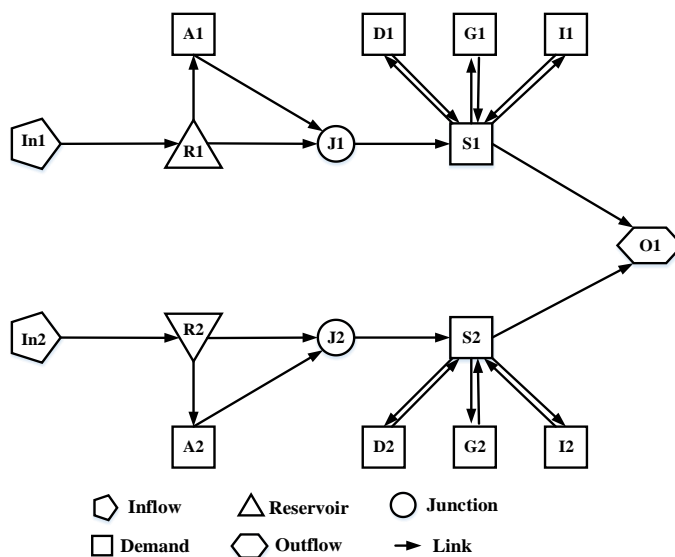 A1 D1 G1 I1
In1 R1 J1 S1
O1
In2 R2 J2 S2
A2 D2 G2 I2
Inflow Reservoir Junction
Demand Outflow Link